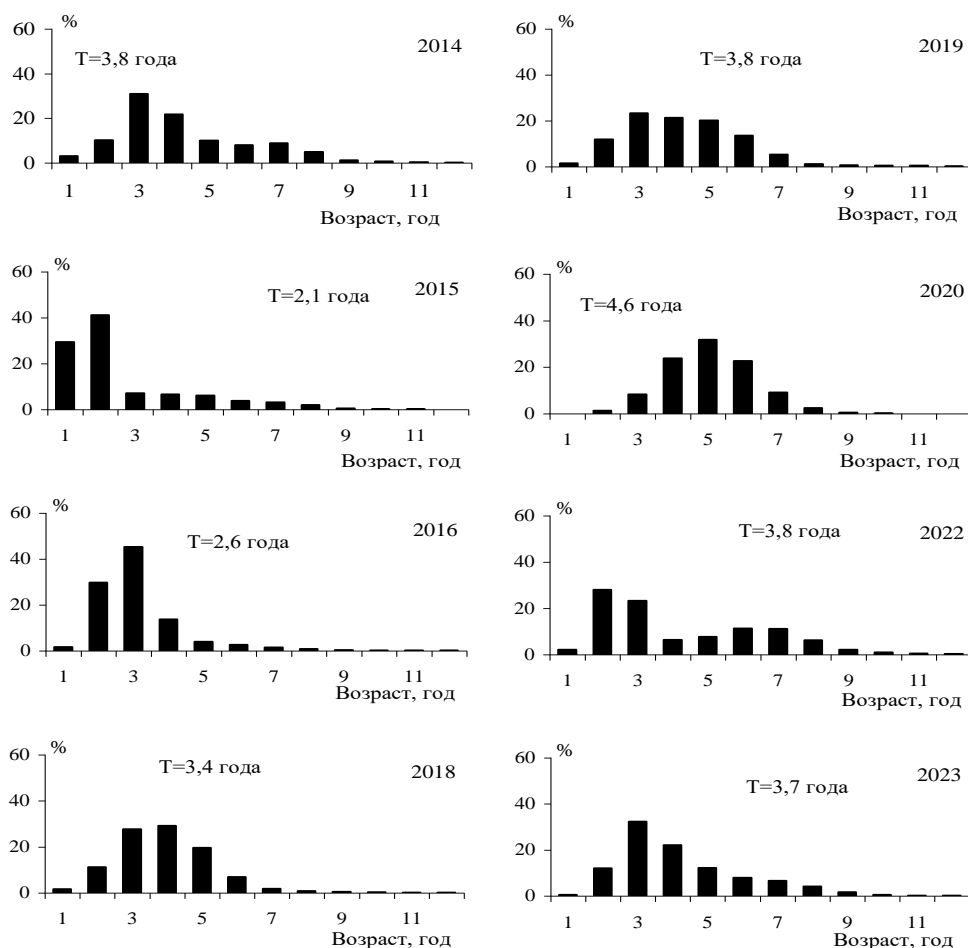 %
60
40
20
0
T=3,8 года
2014
1 3 5 7 9 11
Возраст, год
%
60
40
20
0
T=3,8 года
2019
1 3 5 7 9 11
Возраст, год
%
60
40
20
0
T=2,1 года
2015
1 3 5 7 9 11
Возраст, год
%
60
40
20
0
T=4,6 года
2020
1 3 5 7 9 11
Возраст, год
%
60
40
20
0
T=2,6 года
2016
1 3 5 7 9 11
Возраст, год
%
60
40
20
0
T=3,8 года
2022
1 3 5 7 9 11
Возраст, год
%
60
40
20
0
T=3,4 года
2018
1 3 5 7 9 11
Возраст, год
%
60
40
20
0
T=3,7 года
2023
1 3 5 7 9 11
Возраст, год